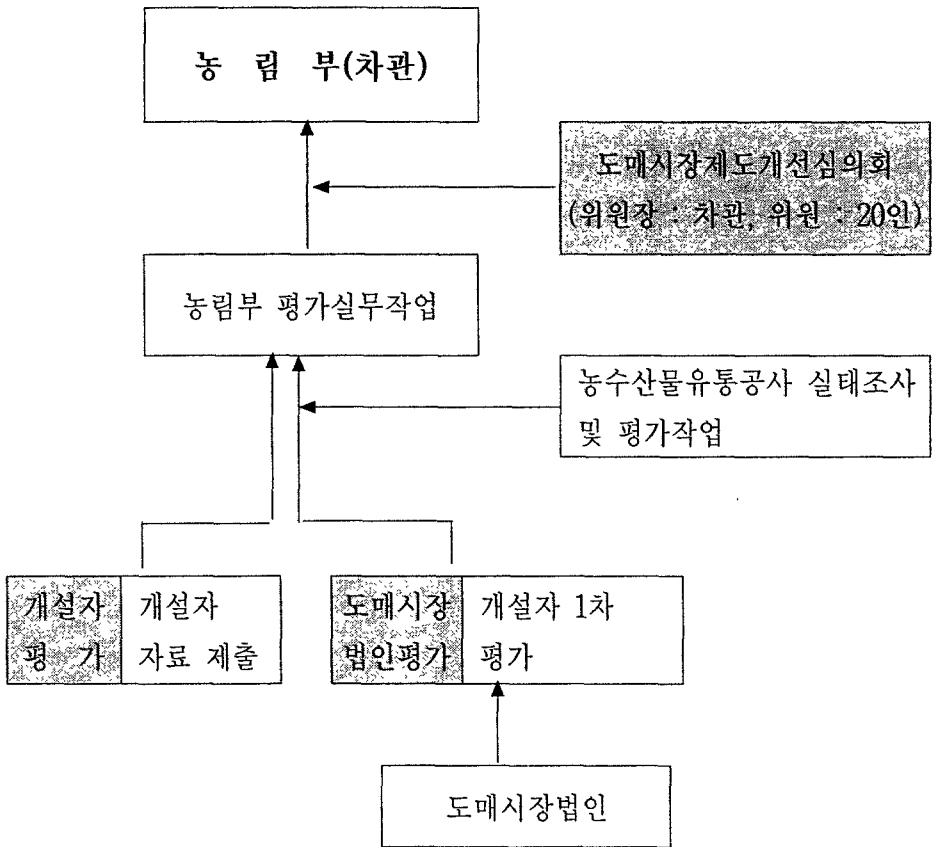 농 림 부(차관)
도매시장제도개선심의회
(위원장 : 차관, 위원 : 20인)
농림부 평가실무작업
농수산물유통공사 실태조사
및 평가작업
개설자 평 가
개설자 자료 제출
도매시장 법인평가
개설자 1차 평가
도매시장법인